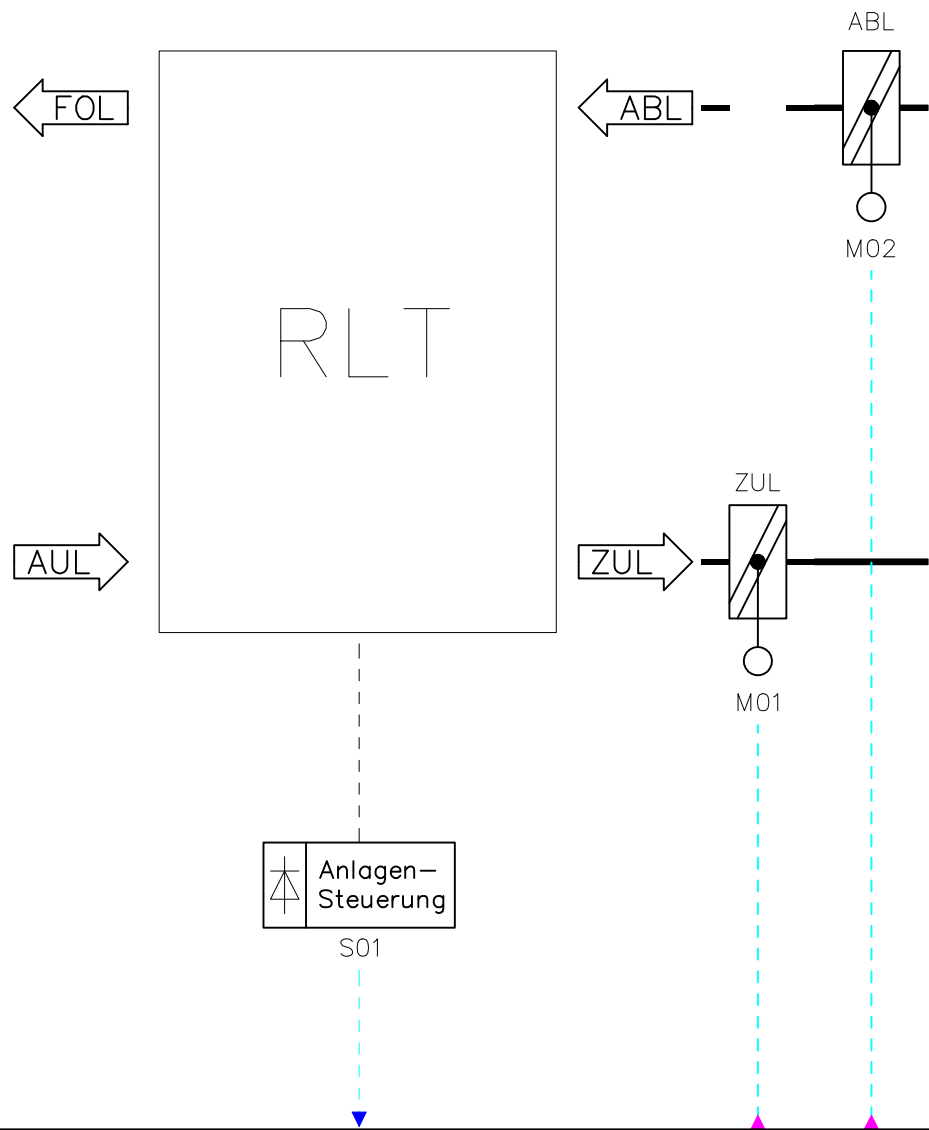 ABL
FOL
ABL
M02
RLT
ZUL
AUL
ZUL
M01
Anlagen-
Steuerung
S01